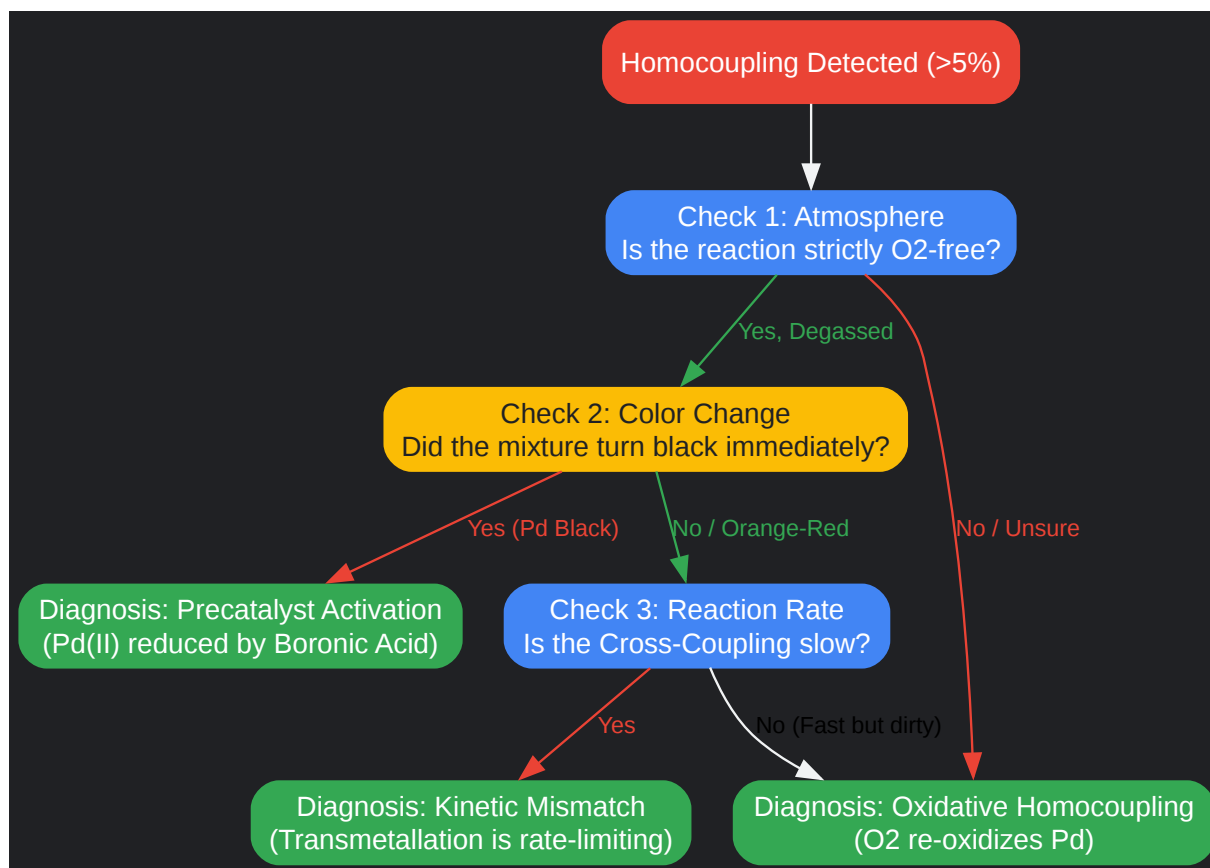 Homocoupling Detected (>5%)
Check 1: Atmosphere
Is the reaction strictly O2-free?
Yes, Degassed
Check 2: Color Change
Did the mixture turn black immediately?
Yes (Pd Black)
No / Orange-Red
No / Unsure
Diagnosis: Precatalyst Activation
(Pd(II) reduced by Boronic Acid)
Check 3: Reaction Rate
Is the Cross-Coupling slow?
Yes
No (Fast but dirty)
Diagnosis: Kinetic Mismatch
(Transmetallation is rate-limiting)
Diagnosis: Oxidative Homocoupling
(O2 re-oxidizes Pd)